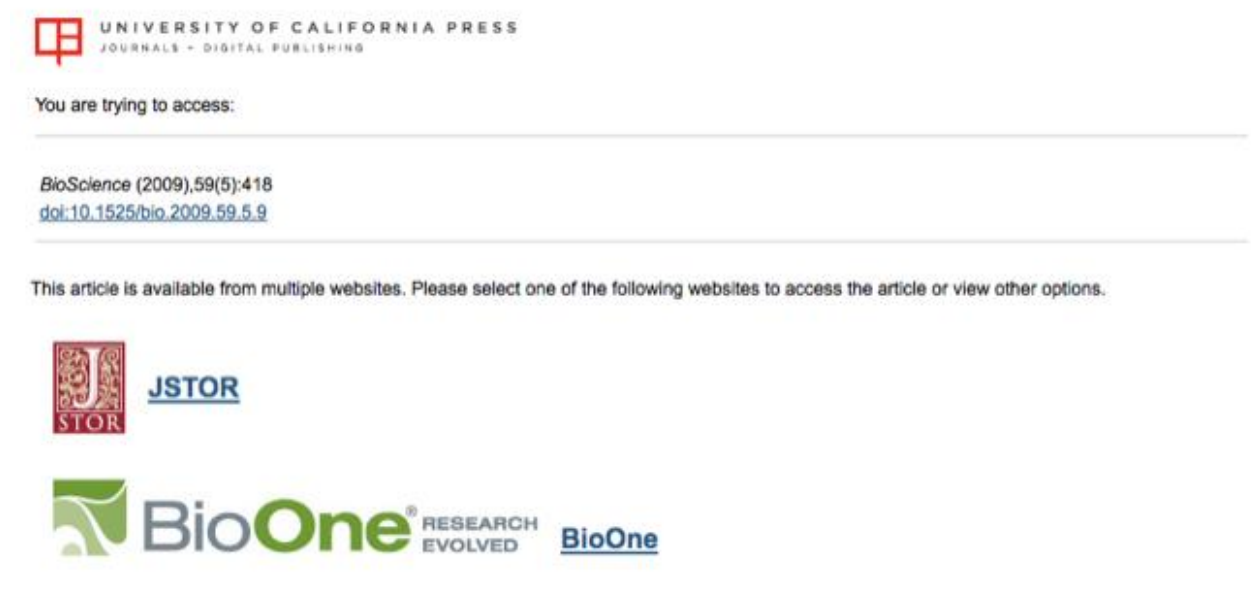 UNIVERSITY OF CALIFORNIA PRESS
JOURNALS + DIGITAL PUBLISHING
You are trying to access:
BioScience (2009),59(5):418
doi:10.1525/bio.2009.59.5.9
This article is available from multiple websites. Please select one of the following websites to access the article or view other options.
J
STOR
JSTOR
BioOne® RESEARCH
EVOLVED
BioOne